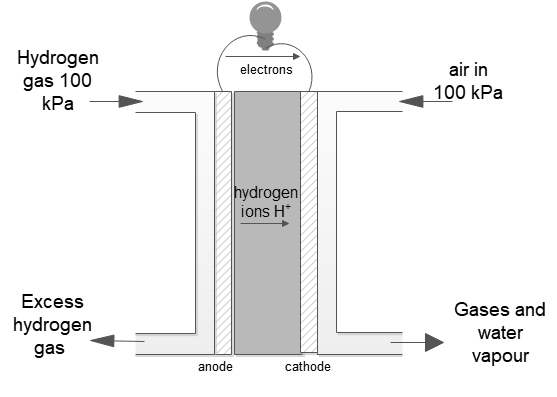 Hydrogen
gas 100
kPa
electrons
air in
100 kPa
hydrogen
ions H⁺
Excess
hydrogen
gas
Gases and
water
vapour
anode
cathode